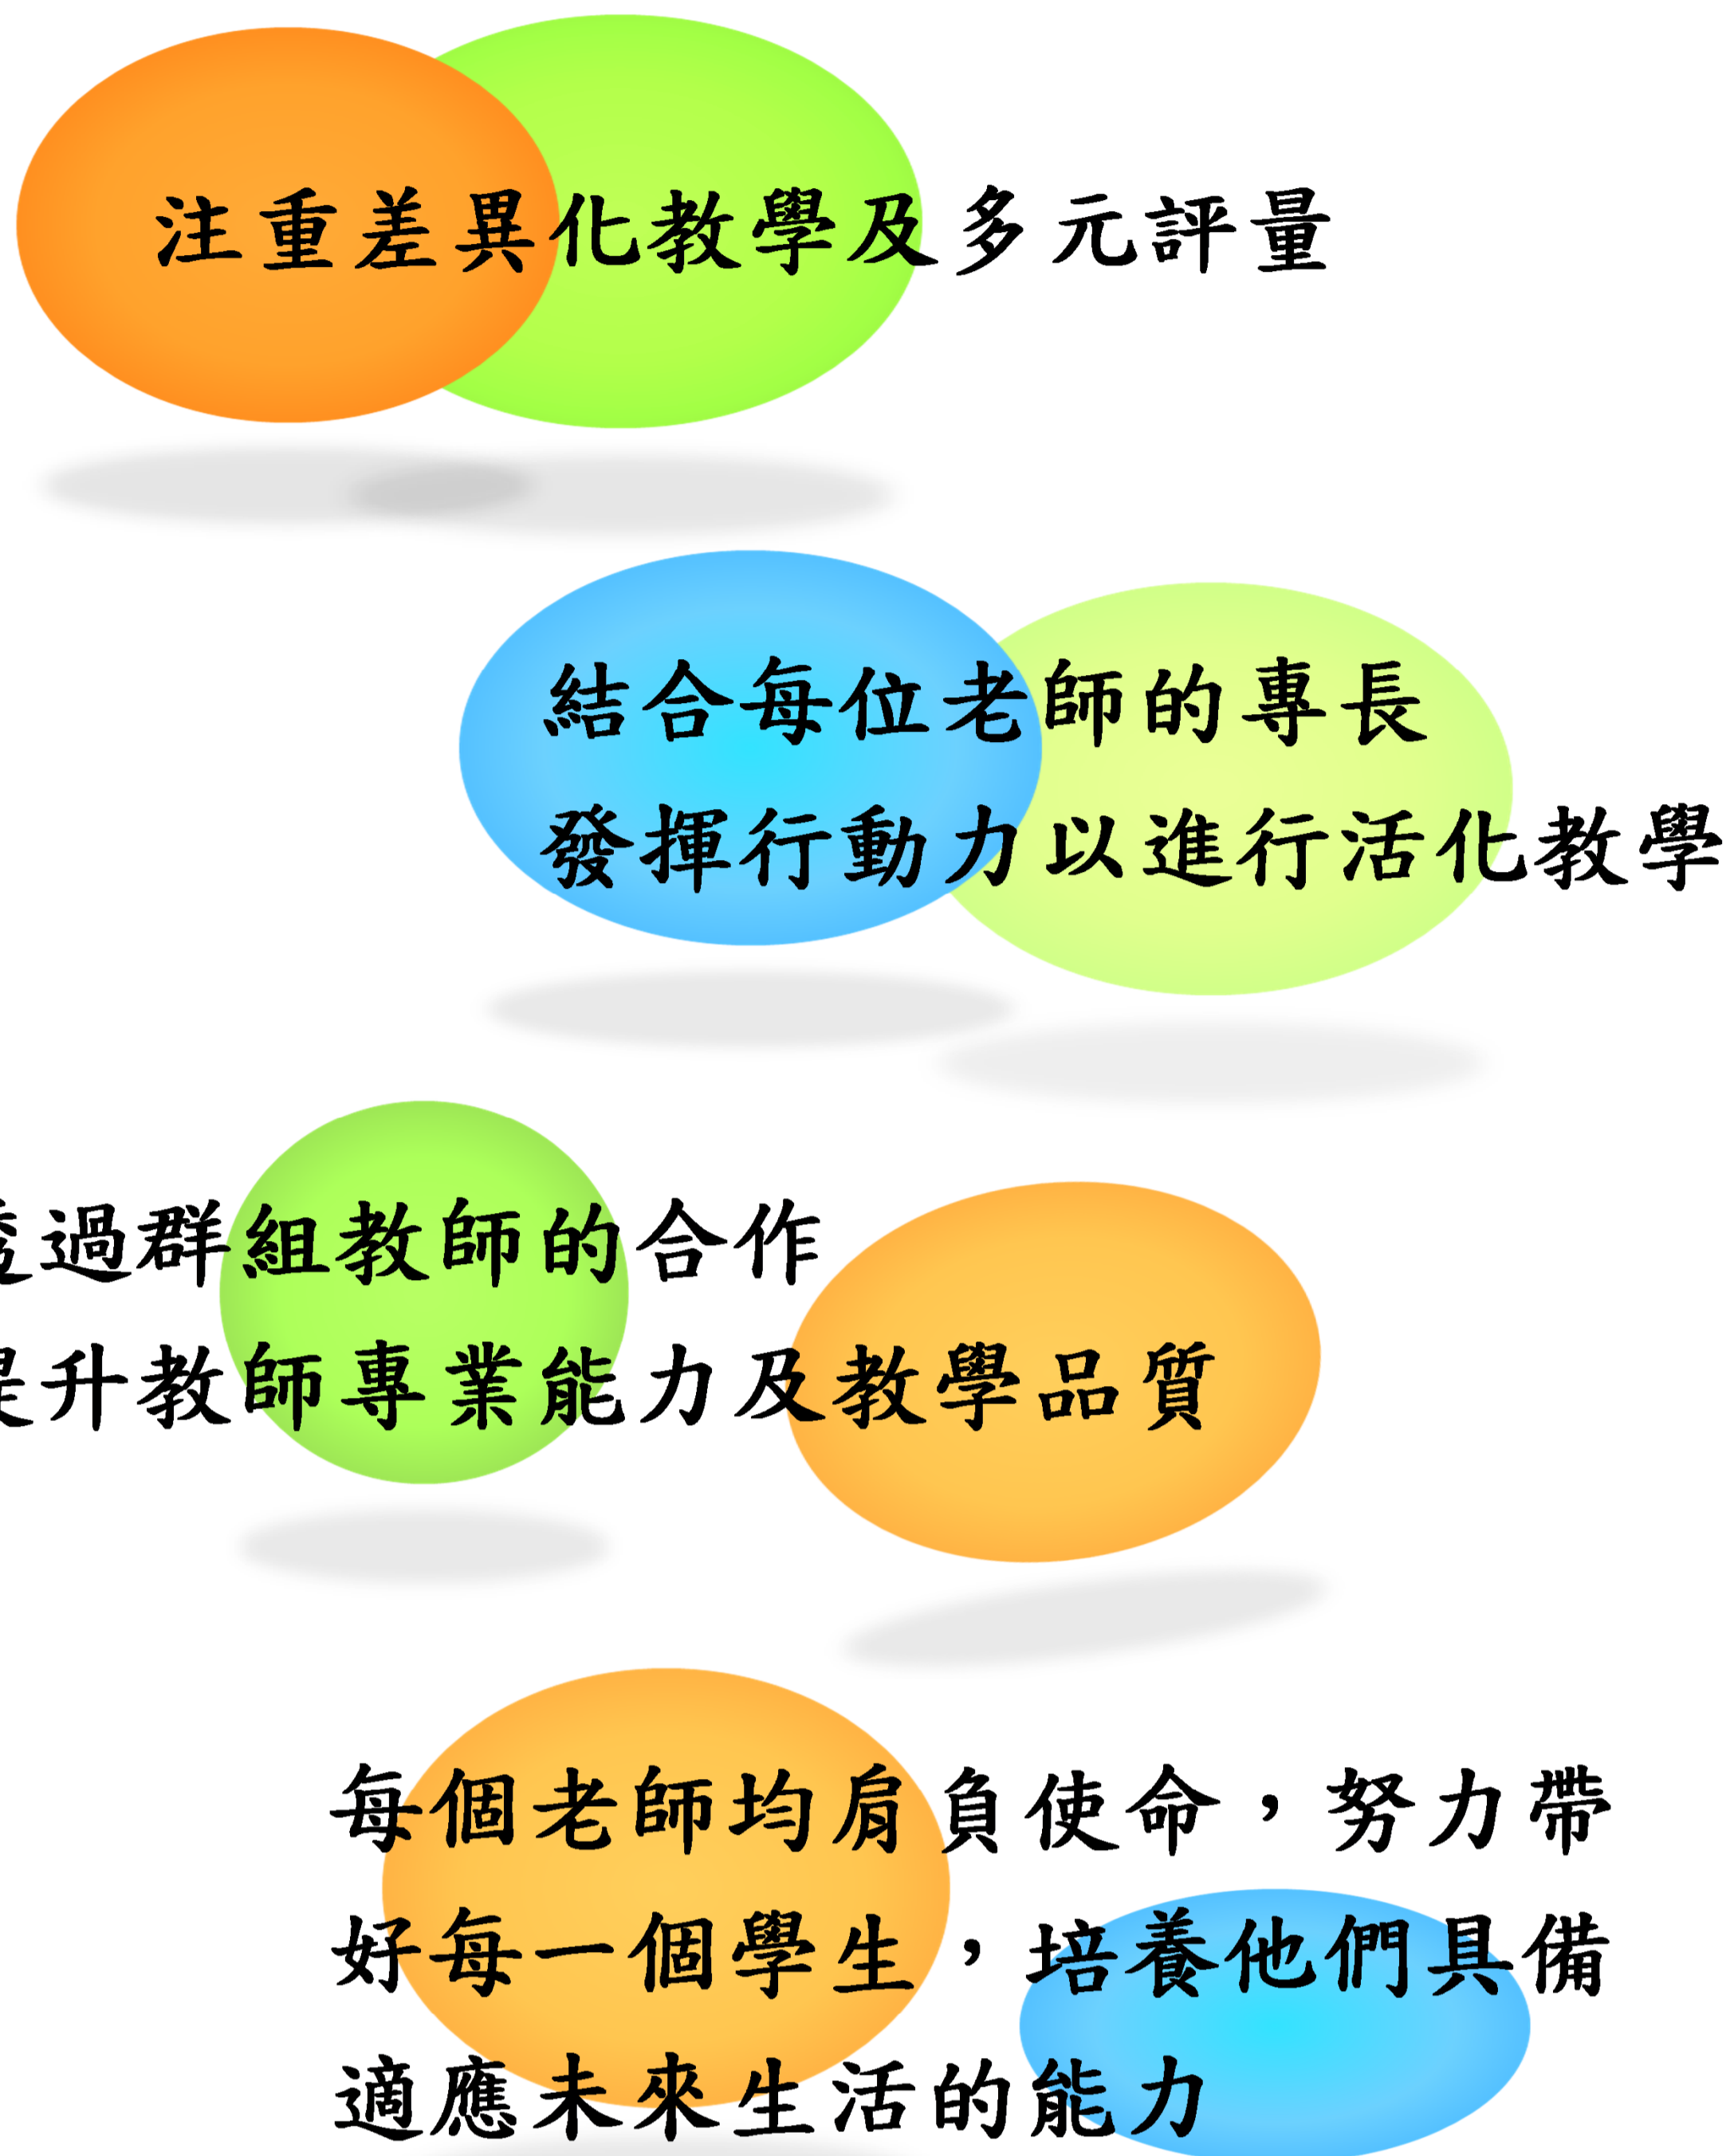 注重差異化教學及多元評量
結合每位老師的專長
發揮行動力以進行活化教學
透過群組教師的合作
提升教師專業能力及教學品質
每個老師均肩負使命，努力帶
好每一個學生，培養他們具備
適應未來生活的能力